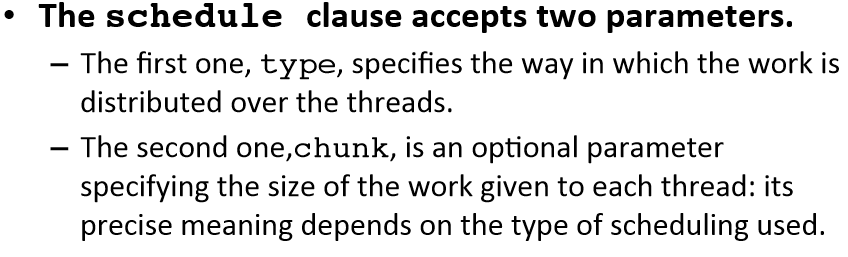 • The schedule clause accepts two parameters.
– The first one, type, specifies the way in which the work is
distributed over the threads.
– The second one,chunk, is an optional parameter
specifying the size of the work given to each thread: its
precise meaning depends on the type of scheduling used.